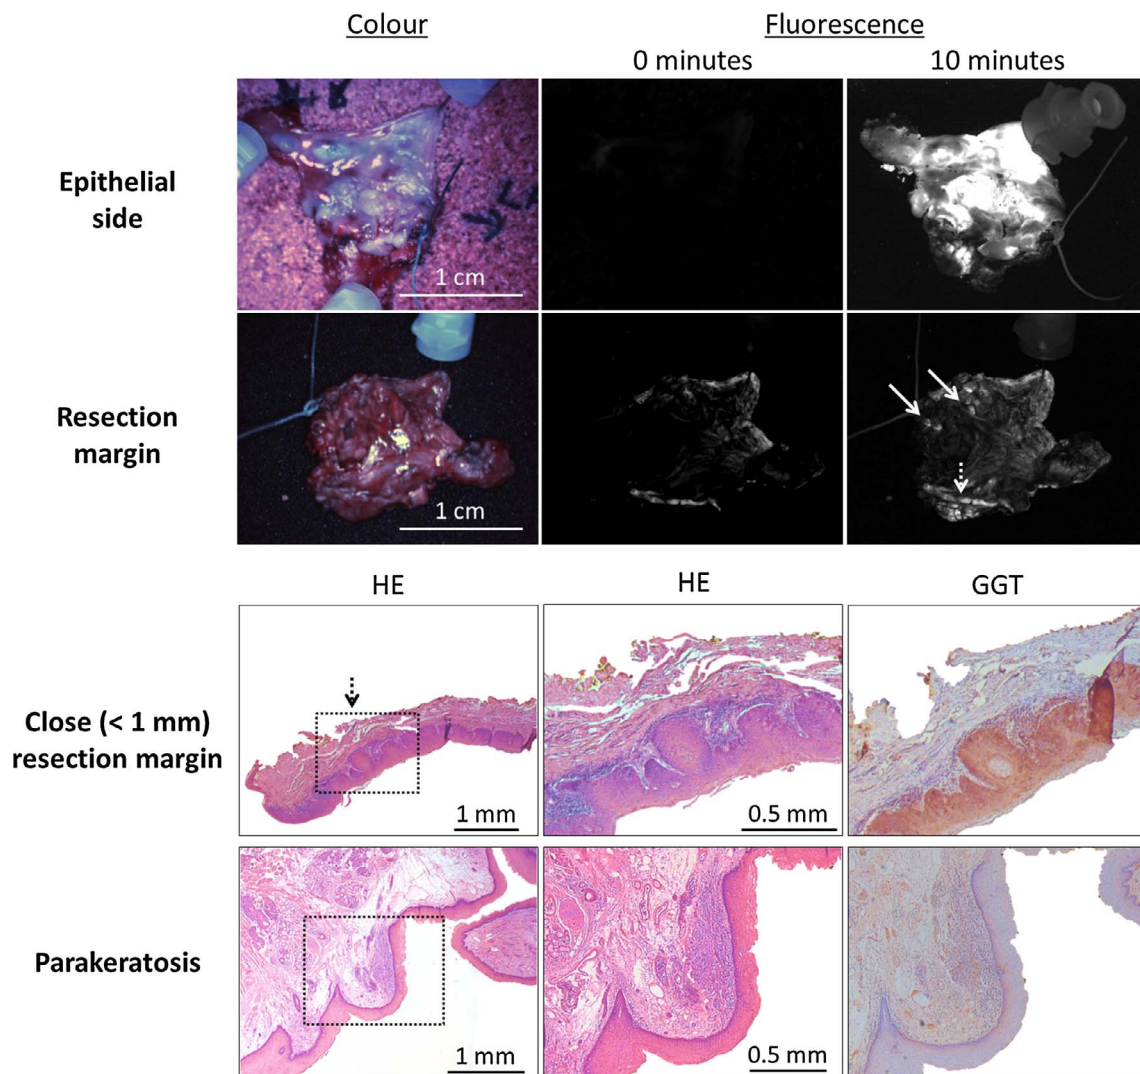 Colour
Fluorescence
0 minutes
10 minutes
Epithelial
side
1 cm
Resection
margin
1 cm
HE
HE
GGT
Close (< 1 mm)
resection margin
1 mm
0.5 mm
Parakeratosis
1 mm
0.5 mm